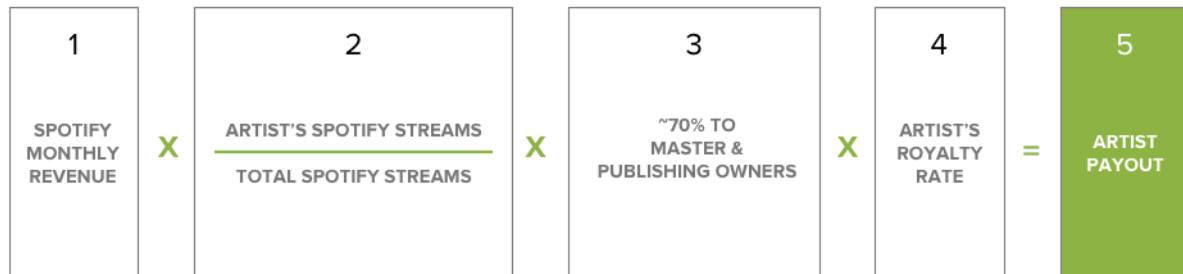 1
SPOTIFY
MONTHLY
REVENUE
X
2
ARTIST'S SPOTIFY STREAMS
TOTAL SPOTIFY STREAMS
X
3
~70% TO
MASTER &
PUBLISHING OWNERS
X
4
ARTIST'S
ROYALTY
RATE
=
5
ARTIST
PAYOUT